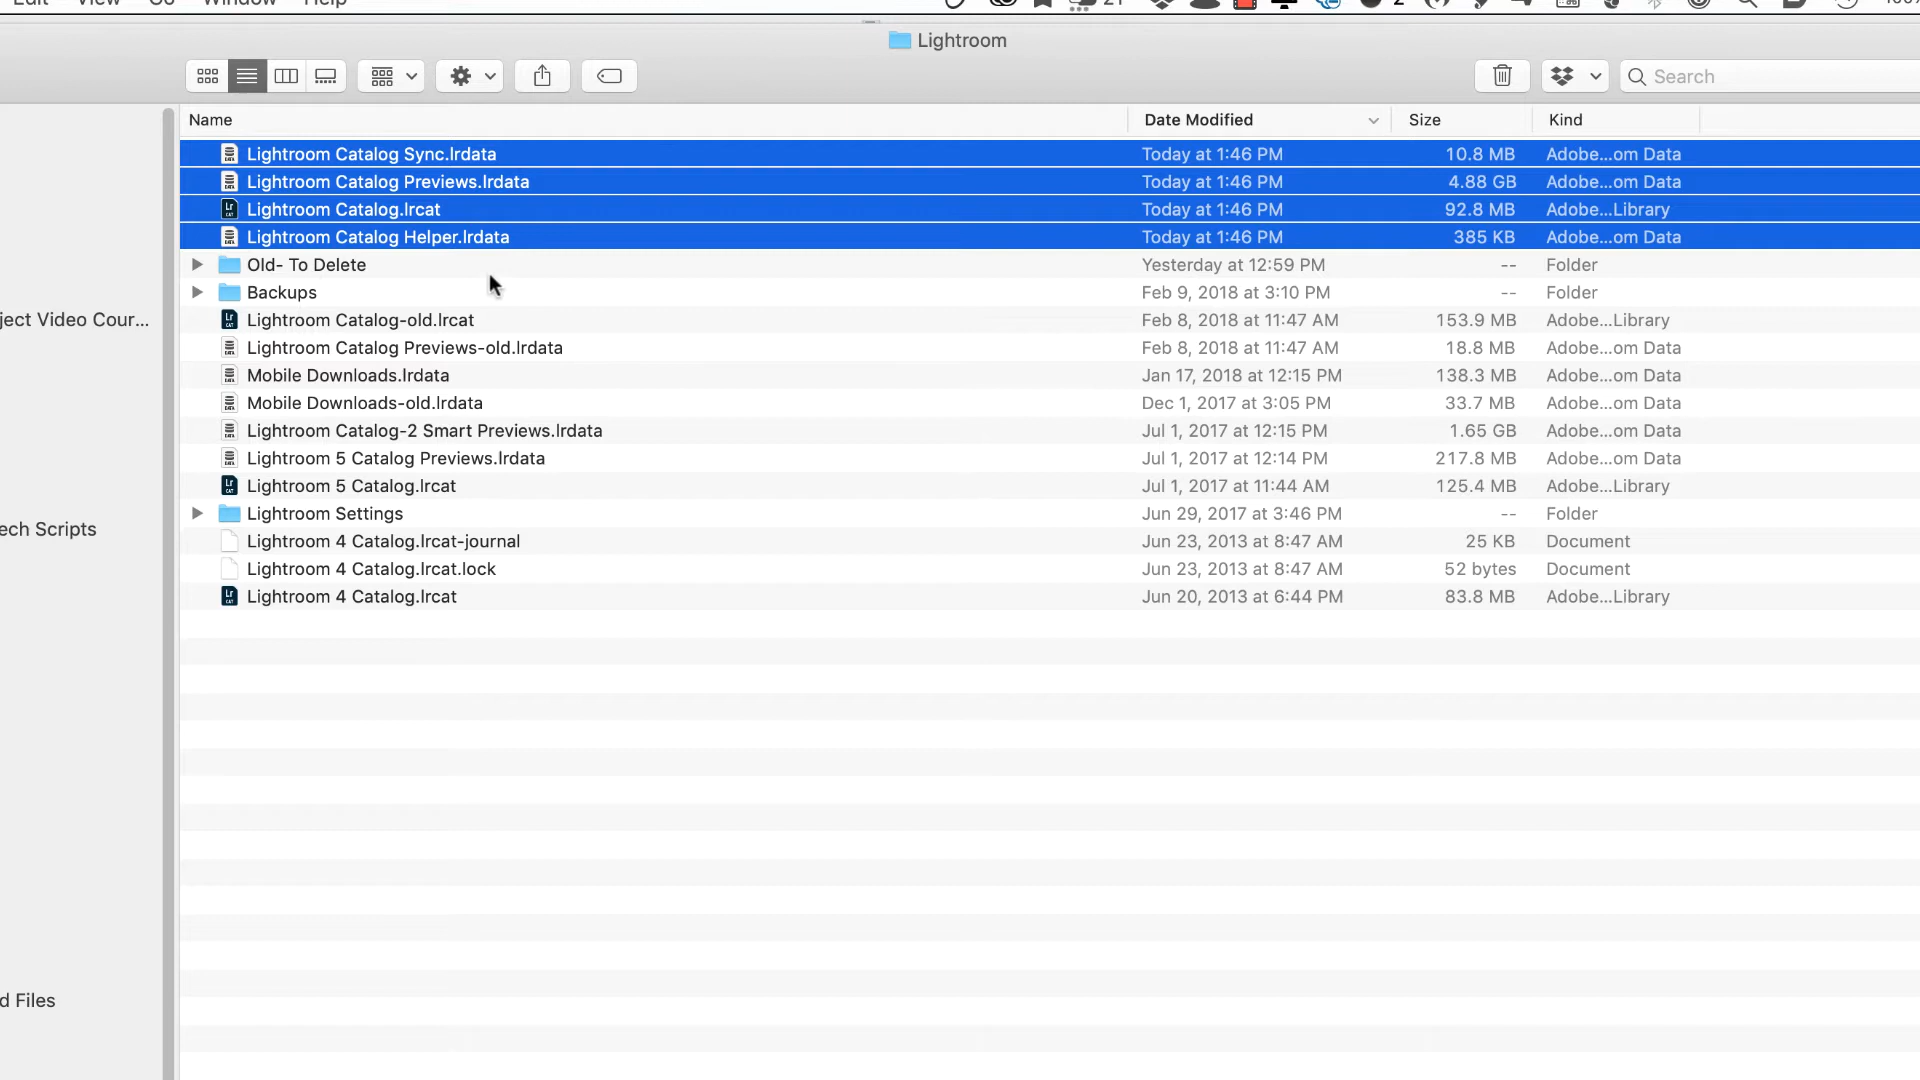 Edit View Go Window Help 21 2 100%
Lightroom
Search
Name Date Modified Size Kind
Lightroom Catalog Sync.lrdata Today at 1:46 PM 10.8 MB Adobe...om Data
Lightroom Catalog Previews.lrdata Today at 1:46 PM 4.88 GB Adobe...om Data
Lightroom Catalog.lrcat Today at 1:46 PM 92.8 MB Adobe...Library
Lightroom Catalog Helper.lrdata Today at 1:46 PM 385 KB Adobe...om Data
Old- To Delete Yesterday at 12:59 PM -- Folder
Backups Feb 9, 2018 at 3:10 PM -- Folder
Lightroom Catalog-old.lrcat Feb 8, 2018 at 11:47 AM 153.9 MB Adobe...Library
Lightroom Catalog Previews-old.lrdata Feb 8, 2018 at 11:47 AM 18.8 MB Adobe...om Data
Mobile Downloads.lrdata Jan 17, 2018 at 12:15 PM 138.3 MB Adobe...om Data
Mobile Downloads-old.lrdata Dec 1, 2017 at 3:05 PM 33.7 MB Adobe...om Data
Lightroom Catalog-2 Smart Previews.lrdata Jul 1, 2017 at 12:15 PM 1.65 GB Adobe...om Data
Lightroom 5 Catalog Previews.lrdata Jul 1, 2017 at 12:14 PM 217.8 MB Adobe...om Data
Lightroom 5 Catalog.lrcat Jul 1, 2017 at 11:44 AM 125.4 MB Adobe...Library
Lightroom Settings Jun 29, 2017 at 3:46 PM -- Folder
Lightroom 4 Catalog.lrcat-journal Jun 23, 2013 at 8:47 AM 25 KB Document
Lightroom 4 Catalog.lrcat.lock Jun 23, 2013 at 8:47 AM 52 bytes Document
Lightroom 4 Catalog.lrcat Jun 20, 2013 at 6:44 PM 83.8 MB Adobe...Library
ject Video Cour...
ech Scripts
d Files